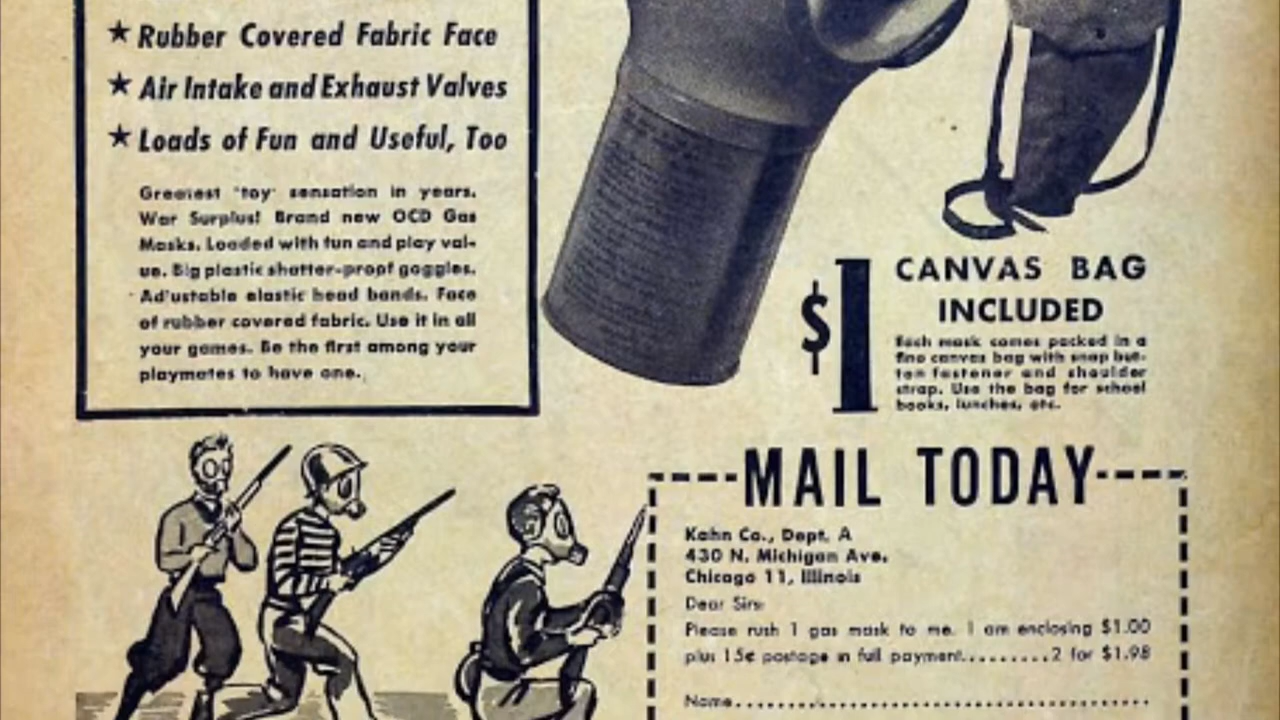 ★ Rubber Covered Fabric Face
★ Air Intake and Exhaust Valves
★ Loads of Fun and Useful, Too
Greatest "toy" sensation in years.
War Surplus! Brand new OCD Gas
Masks. Loaded with fun and play val-
ue. Big plastic shatter-proof goggles.
Adjustable elastic head bands. Face
of rubber covered fabric. Use it in all
your games. Be the first among your
playmates to have one.
$1
CANVAS BAG
INCLUDED
Each mask comes packed in a
fine canvas bag with snap but-
ton fastener and shoulder
strap. Use the bag for school
books, lunches, etc.
MAIL TODAY
Kahn Co., Dept. A
430 N. Michigan Ave.
Chicago 11, Illinois
Dear Sirs:
Please rush 1 gas mask to me. I am enclosing $1.00
plus 15¢ postage in full payment.........2 for $1.98
Name